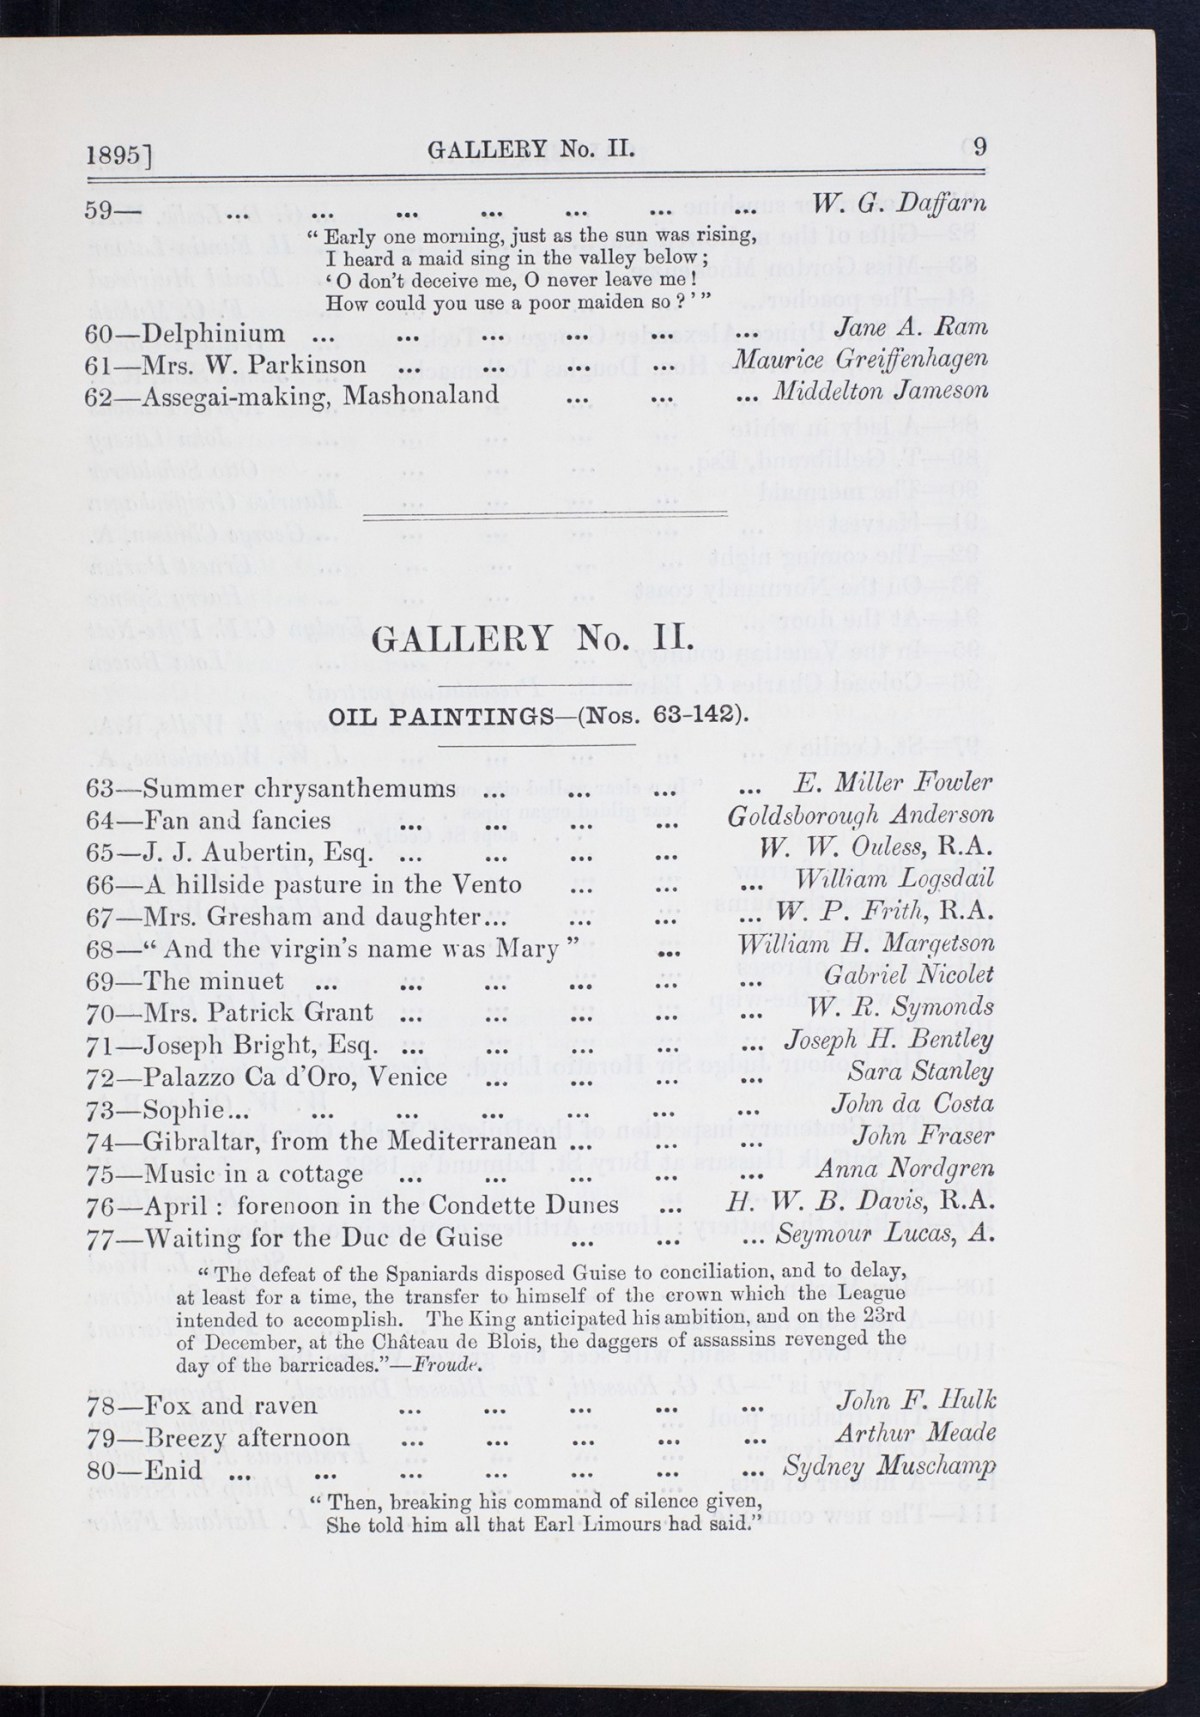 1895] GALLERY No. II. 9
59— ... ... ... ... ... ... ... W. G. Daffarn
“Early one morning, just as the sun was rising,
I heard a maid sing in the valley below;
‘O don't deceive me, O never leave me!
How could you use a poor maiden so?’”
60—Delphinium ... ... ... ... ... ... Jane A. Ram
61—Mrs. W. Parkinson ... ... ... ... Maurice Greiffenhagen
62—Assegai-making, Mashonaland ... ... ... Middelton Jameson
GALLERY No. II.
OIL PAINTINGS—(Nos. 63-142).
63—Summer chrysanthemums ... ... ... ... E. Miller Fowler
64—Fan and fancies ... ... ... ... Goldsborough Anderson
65—J. J. Aubertin, Esq. ... ... ... ... W. W. Ouless, R.A.
66—A hillside pasture in the Vento ... ... ... William Logsdail
67—Mrs. Gresham and daughter... ... ... ... W. P. Frith, R.A.
68—“And the virgin's name was Mary” ... William H. Margetson
69—The minuet ... ... ... ... ... ... Gabriel Nicolet
70—Mrs. Patrick Grant ... ... ... ... ... W. R. Symonds
71—Joseph Bright, Esq. ... ... ... ... ... Joseph H. Bentley
72—Palazzo Ca d'Oro, Venice ... ... ... ... Sara Stanley
73—Sophie... ... ... ... ... ... ... John da Costa
74—Gibraltar, from the Mediterranean ... ... ... John Fraser
75—Music in a cottage ... ... ... ... ... Anna Nordgren
76—April: forenoon in the Condette Dunes ... H. W. B. Davis, R.A.
77—Waiting for the Duc de Guise ... ... ... Seymour Lucas, A.
“The defeat of the Spaniards disposed Guise to conciliation, and to delay,
at least for a time, the transfer to himself of the crown which the League
intended to accomplish. The King anticipated his ambition, and on the 23rd
of December, at the Château de Blois, the daggers of assassins revenged the
day of the barricades.”—Froude.
78—Fox and raven ... ... ... ... ... John F. Hulk
79—Breezy afternoon ... ... ... ... ... Arthur Meade
80—Enid ... ... ... ... ... ... ... Sydney Muschamp
“Then, breaking his command of silence given,
She told him all that Earl Limours had said.”